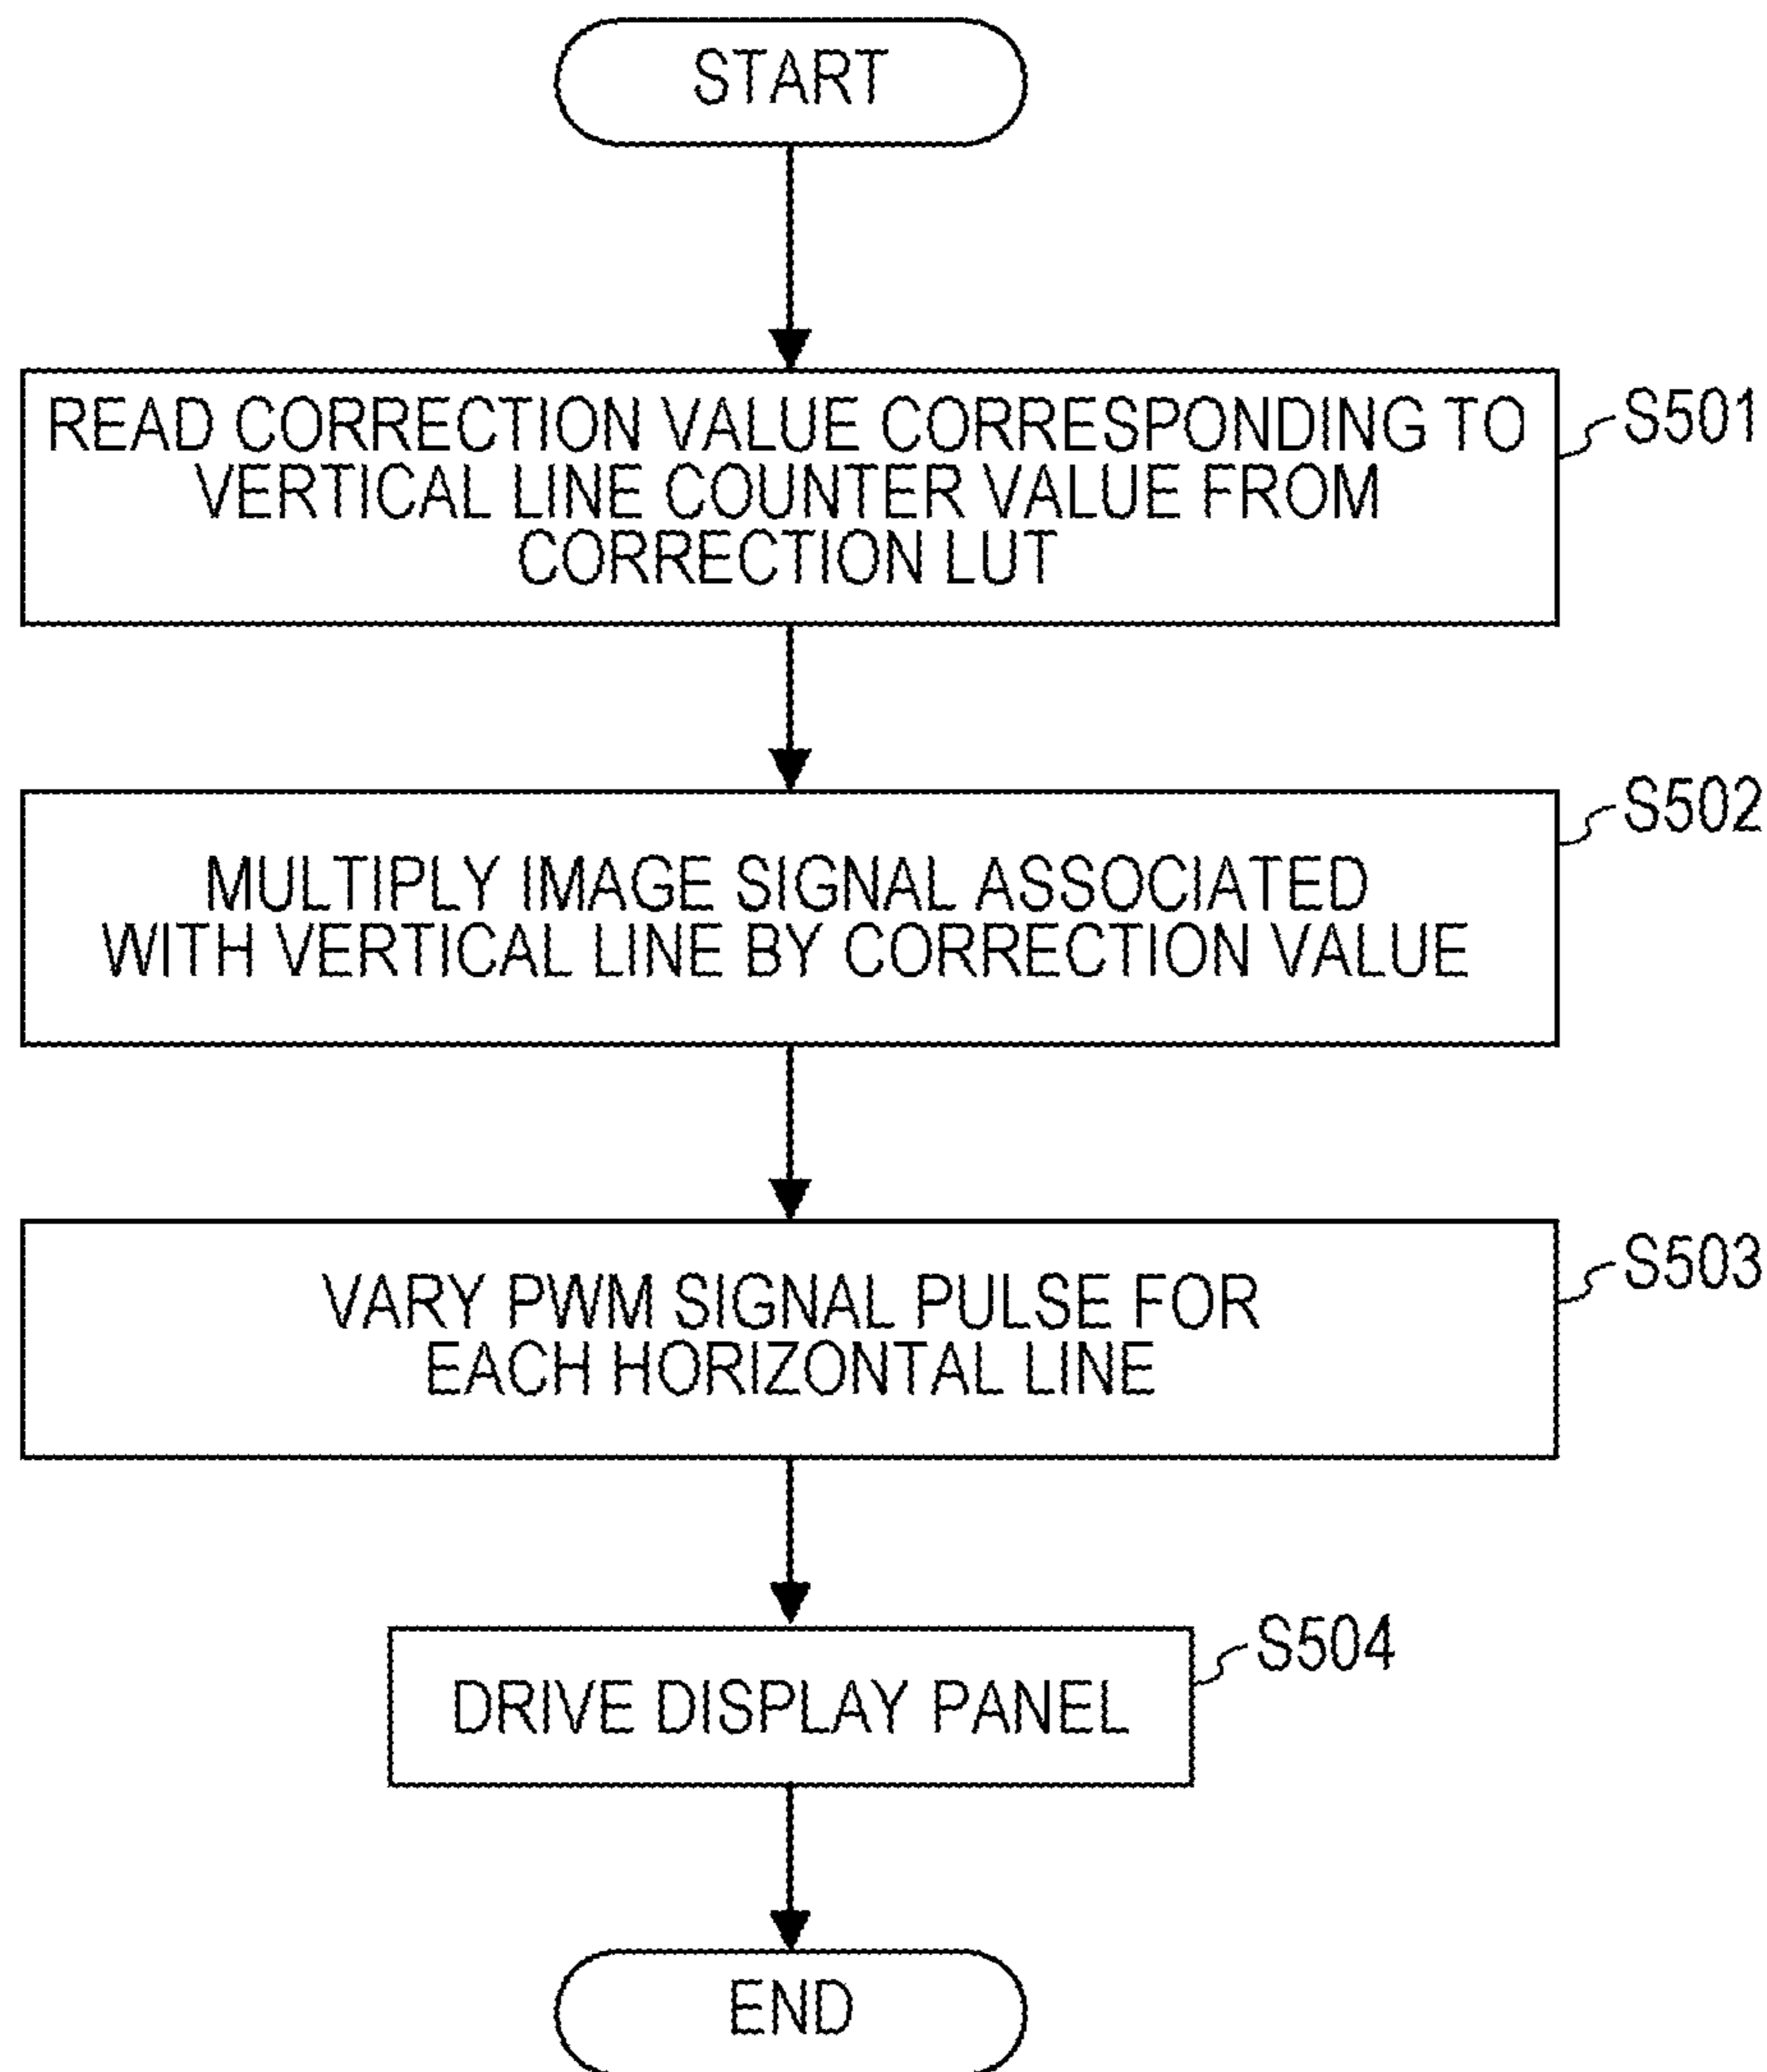 START
READ CORRECTION VALUE CORRESPONDING TO
VERTICAL LINE COUNTER VALUE FROM
CORRECTION LUT
S501
MULTIPLY IMAGE SIGNAL ASSOCIATED
WITH VERTICAL LINE BY CORRECTION VALUE
S502
VARY PWM SIGNAL PULSE FOR
EACH HORIZONTAL LINE
S503
DRIVE DISPLAY PANEL
S504
END